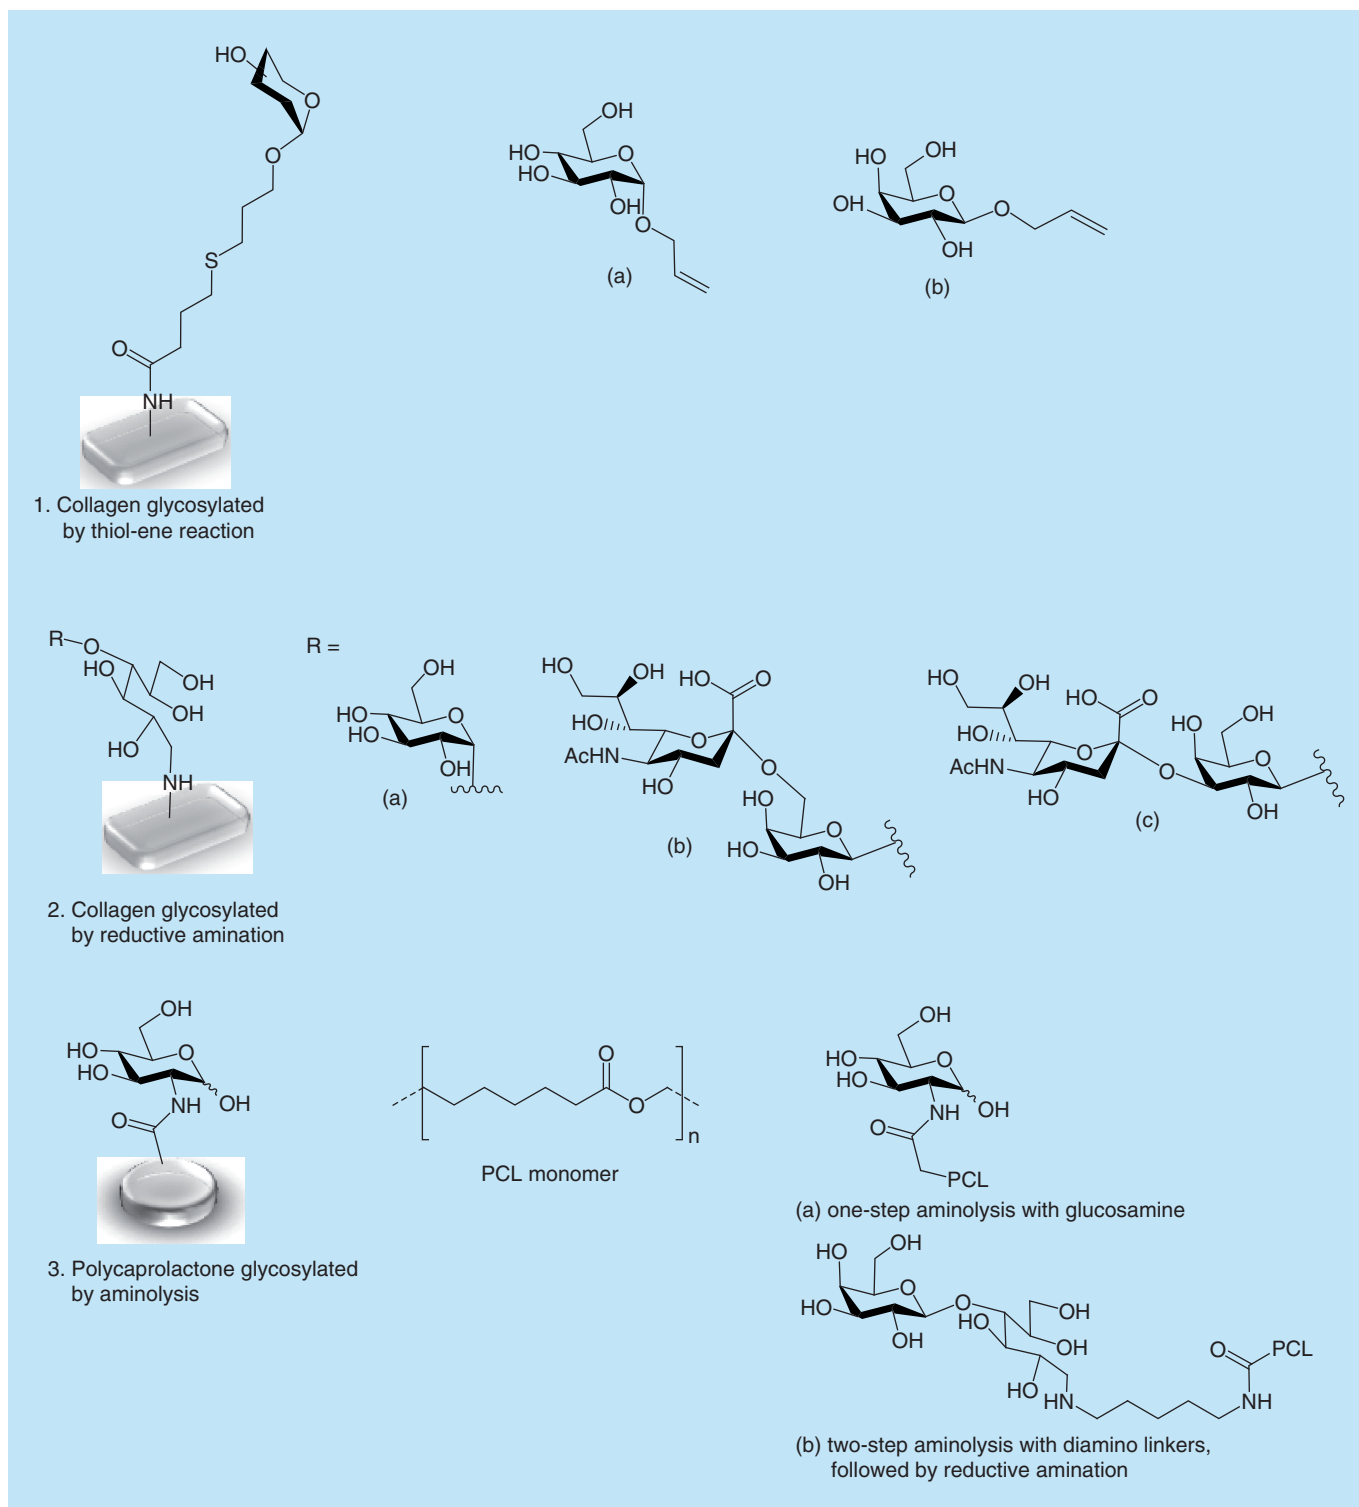 HO
O
O
S
O
NH
1. Collagen glycosylated
by thiol-ene reaction
OH
HO
O
HO
OH
O
(a)
HO
OH
O
O
HO
OH
(b)
R
O
HO
OH
OH
HO
NH
2. Collagen glycosylated
by reductive amination
R =
OH
HO
O
HO
OH
(a)
HO
OH
HO
O
HO
O
AcHN
HO
O
HO
O
HO
OH
(b)
HO
OH
HO
O
HO
O
AcHN
HO
O
HO
OH
O
OH
(c)
OH
HO
O
HO
NH
OH
O
3. Polycaprolactone glycosylated
by aminolysis
O
O
n
PCL monomer
OH
HO
O
HO
NH
OH
O
PCL
(a) one-step aminolysis with glucosamine
HO
OH
O
O
HO
OH
HO
OH
OH
HO
HN
O
PCL
NH
(b) two-step aminolysis with diamino linkers,
followed by reductive amination